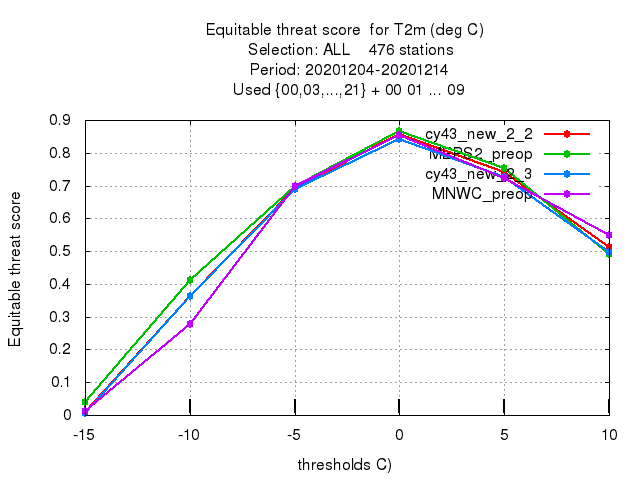 Equitable threat score for T2m (deg C)
Selection: ALL 476 stations
Period: 20201204-20201214
Used {00,03,...,21} + 00 01 ... 09
Equitable threat score
0.9
0.8
0.7
0.6
0.5
0.4
0.3
0.2
0.1
0
cy43_new_2_2
MEPS2_preop
cy43_new_2_3
MNWC_preop
-15 -10 -5 0 5 10
thresholds C)